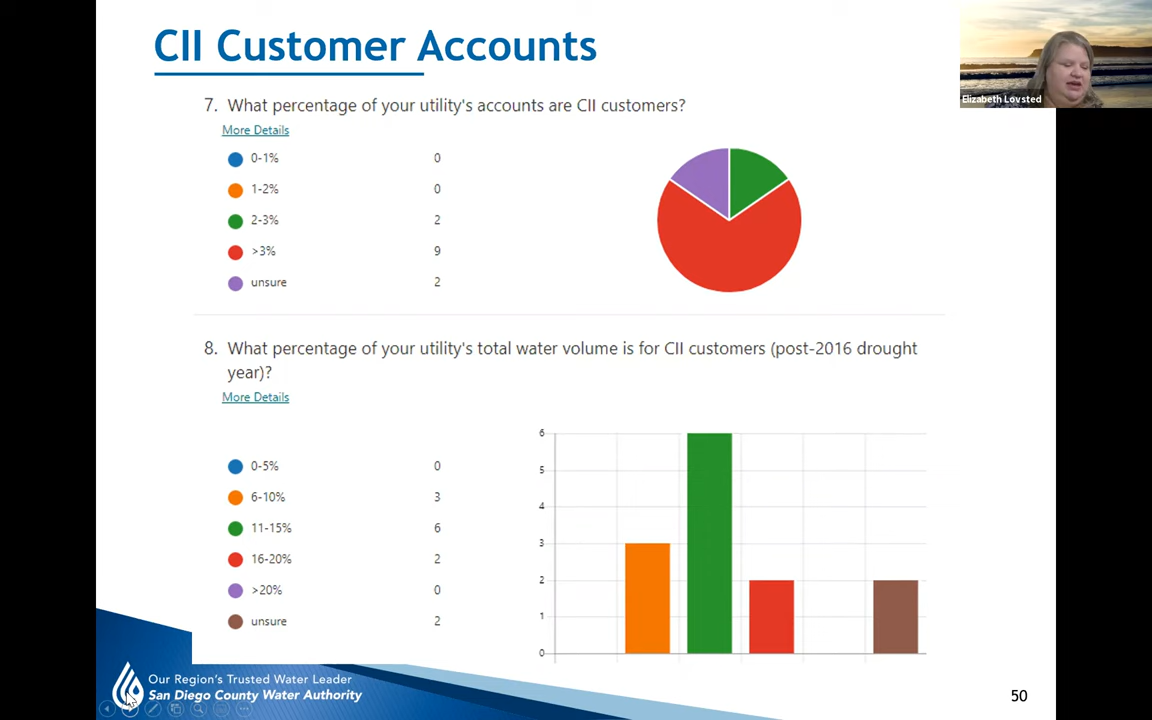 CII Customer Accounts
Elizabeth Lovsted
7. What percentage of your utility's accounts are CII customers?
More Details
0-1% 0
1-2% 0
2-3% 2
>3% 9
unsure 2
8. What percentage of your utility's total water volume is for CII customers (post-2016 drought
year)?
More Details
0-5% 0
6-10% 3
11-15% 6
16-20% 2
>20% 0
unsure 2
6
5
4
3
2
1
0
Our Region's Trusted Water Leader
San Diego County Water Authority
50